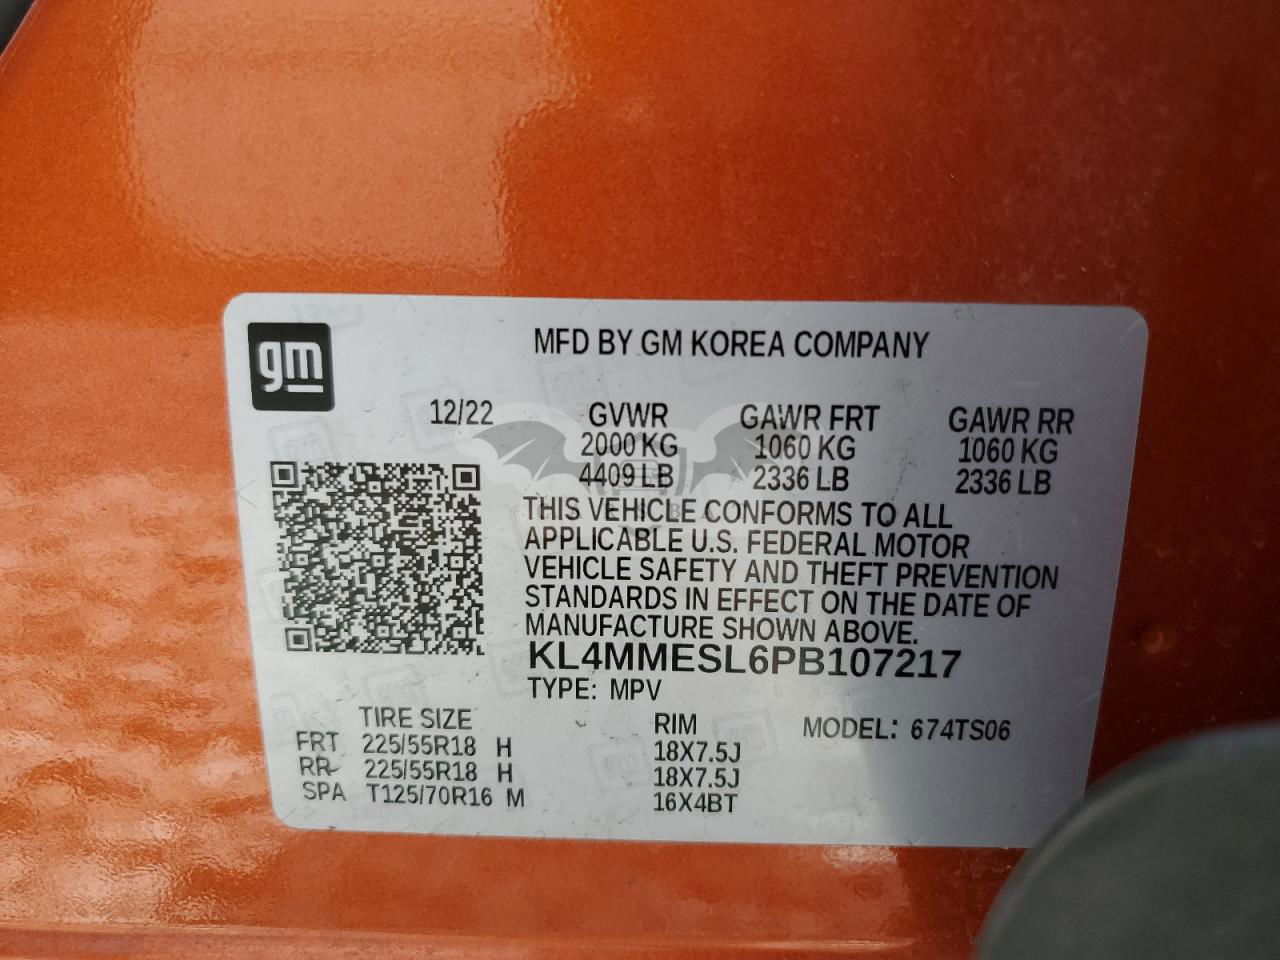 gm
MFD BY GM KOREA COMPANY
12/22 GVWR GAWR FRT GAWR RR
2000 KG 1060 KG 1060 KG
4409 LB 2336 LB 2336 LB
THIS VEHICLE CONFORMS TO ALL
APPLICABLE U.S. FEDERAL MOTOR
VEHICLE SAFETY AND THEFT PREVENTION
STANDARDS IN EFFECT ON THE DATE OF
MANUFACTURE SHOWN ABOVE.
KL4MMESL6PB107217
TYPE: MPV
TIRE SIZE RIM MODEL: 674TS06
FRT 225/55R18 H 18X7.5J
RR 225/55R18 H 18X7.5J
SPA T125/70R16 M 16X4BT